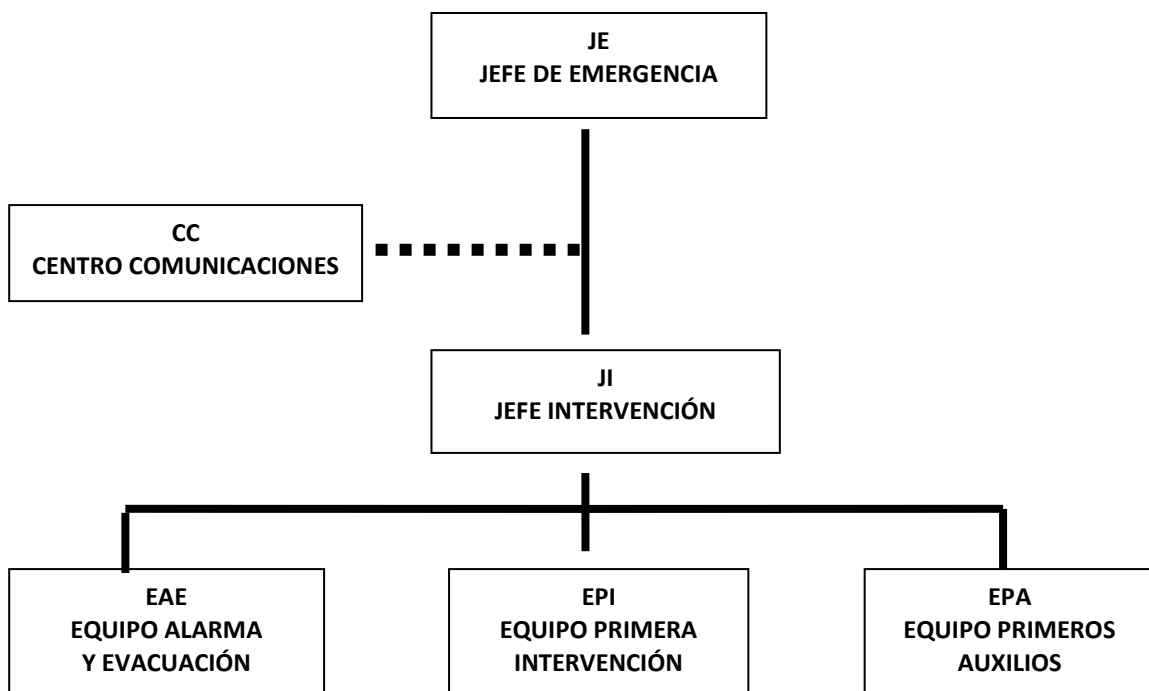 JE
JEFE DE EMERGENCIA
CC
CENTRO COMUNICACIONES
JI
JEFE INTERVENCIÓN
EAE
EQUIPO ALARMA
Y EVACUACIÓN
EPI
EQUIPO PRIMERA
INTERVENCIÓN
EPA
EQUIPO PRIMEROS
AUXILIOS